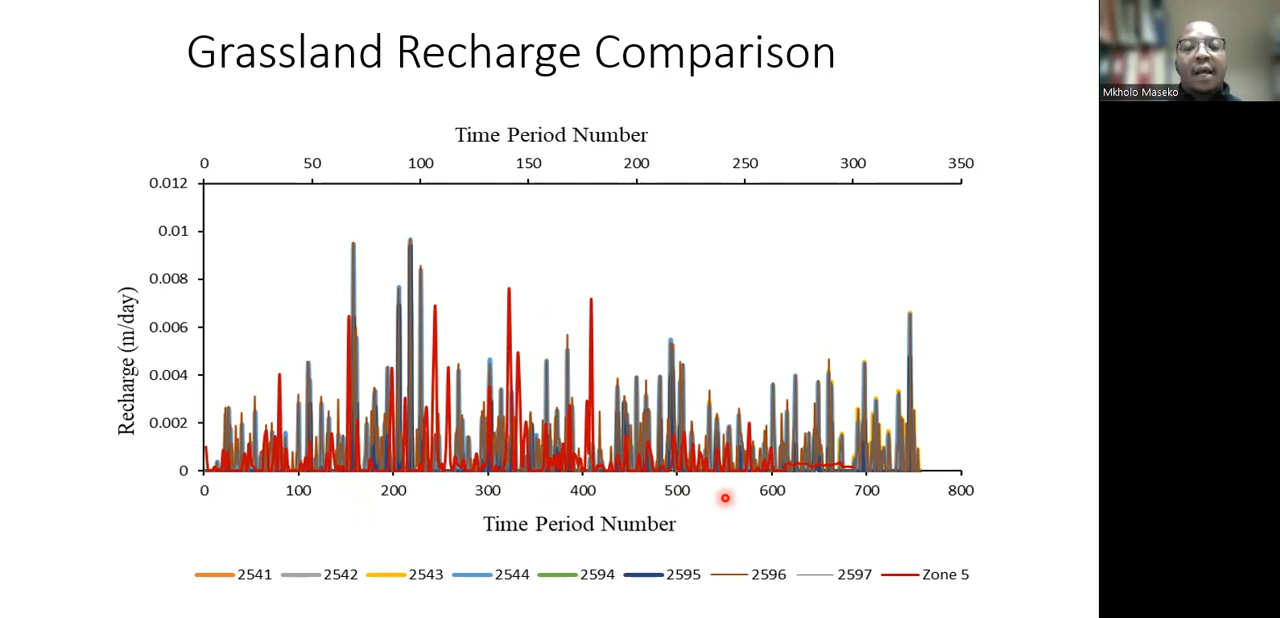 Grassland Recharge Comparison
Mkholo Maseko
Time Period Number
0 50 100 150 200 250 300 350
0.012
0.01
0.008
0.006
0.004
0.002
0
Recharge (m/day)
0 100 200 300 400 500 600 700 800
Time Period Number
2541 2542 2543 2544 2594 2595 2596 2597 Zone 5